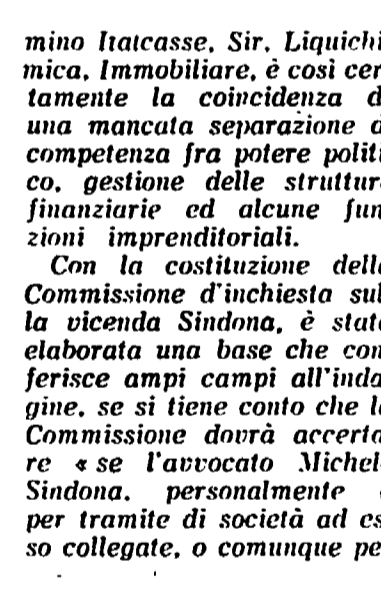 mino Italcasse, Sir, Liquichi
mica, Immobiliare, è così cer
tamente la coincidenza d
una mancata separazione d
competenza fra potere politi
co, gestione delle struttur
finanziarie ed alcune fun
zioni imprenditoriali.
Con la costituzione dell
Commissione d'inchiesta sul
la vicenda Sindona, è stat
elaborata una base che con
ferisce ampi campi all'inda
gine, se si tiene conto che l
Commissione dovrà accerta
re « se l'avvocato Michel
Sindona, personalmente
per tramite di società ad es
so collegate, o comunque pe